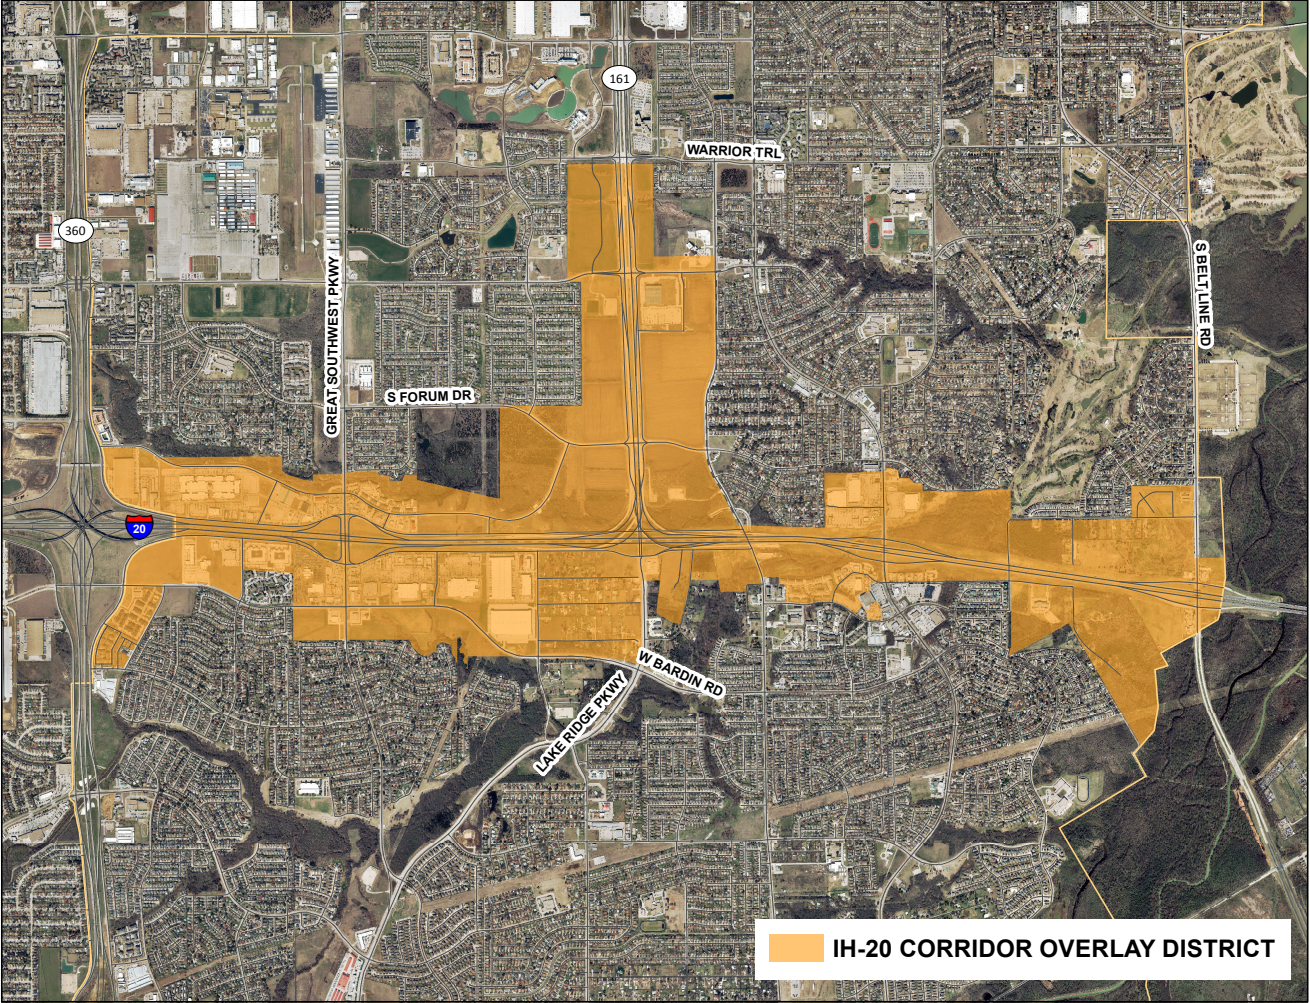 161
WARRIOR TRL
360
S BELT LINE RD
GREAT SOUTHWEST PKWY
S FORUM DR
20
W BARDIN RD
LAKE RIDGE PKWY
IH-20 CORRIDOR OVERLAY DISTRICT